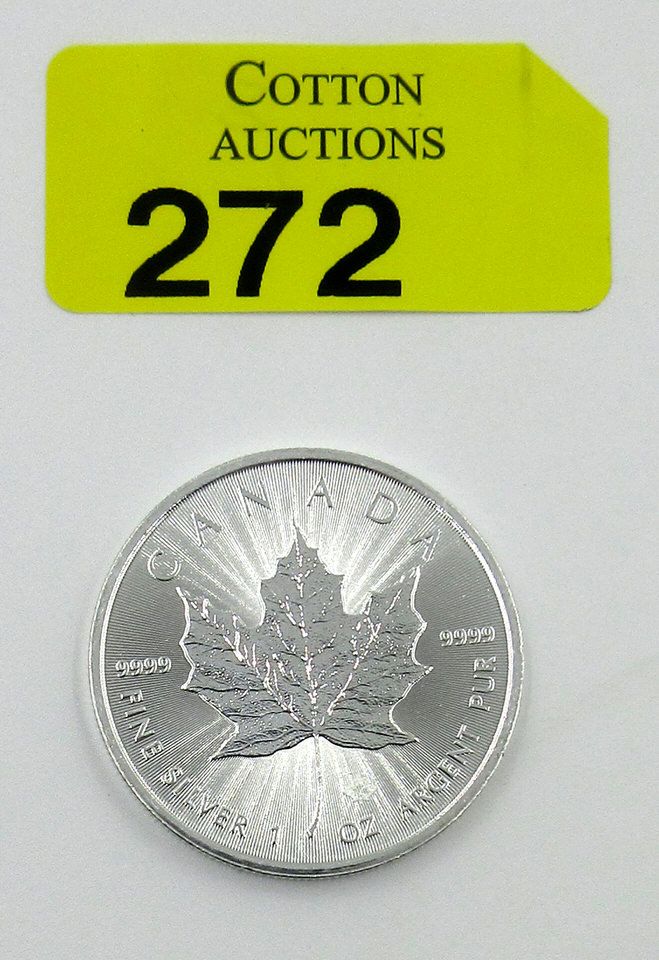 COTTON
AUCTIONS
272
CANADA
9999
9999
FINE SILVER 1 OZ ARGENT PUR